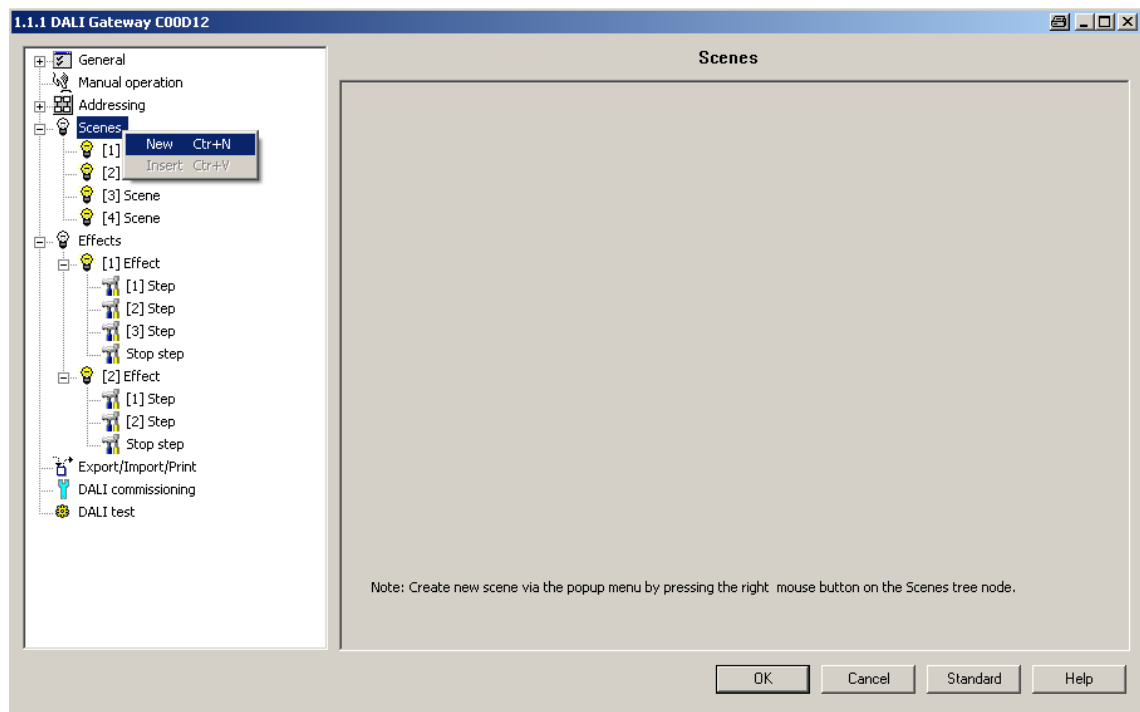 1.1.1 DALI Gateway C00D12
General
Manual operation
Addressing
Scenes
New Ctr+N
Insert Ctr+V
[1]
[2]
[3] Scene
[4] Scene
Effects
[1] Effect
[1] Step
[2] Step
[3] Step
Stop step
[2] Effect
[1] Step
[2] Step
Stop step
Export/Import/Print
DALI commissioning
DALI test
Scenes
Note: Create new scene via the popup menu by pressing the right mouse button on the Scenes tree node.
OK Cancel Standard Help